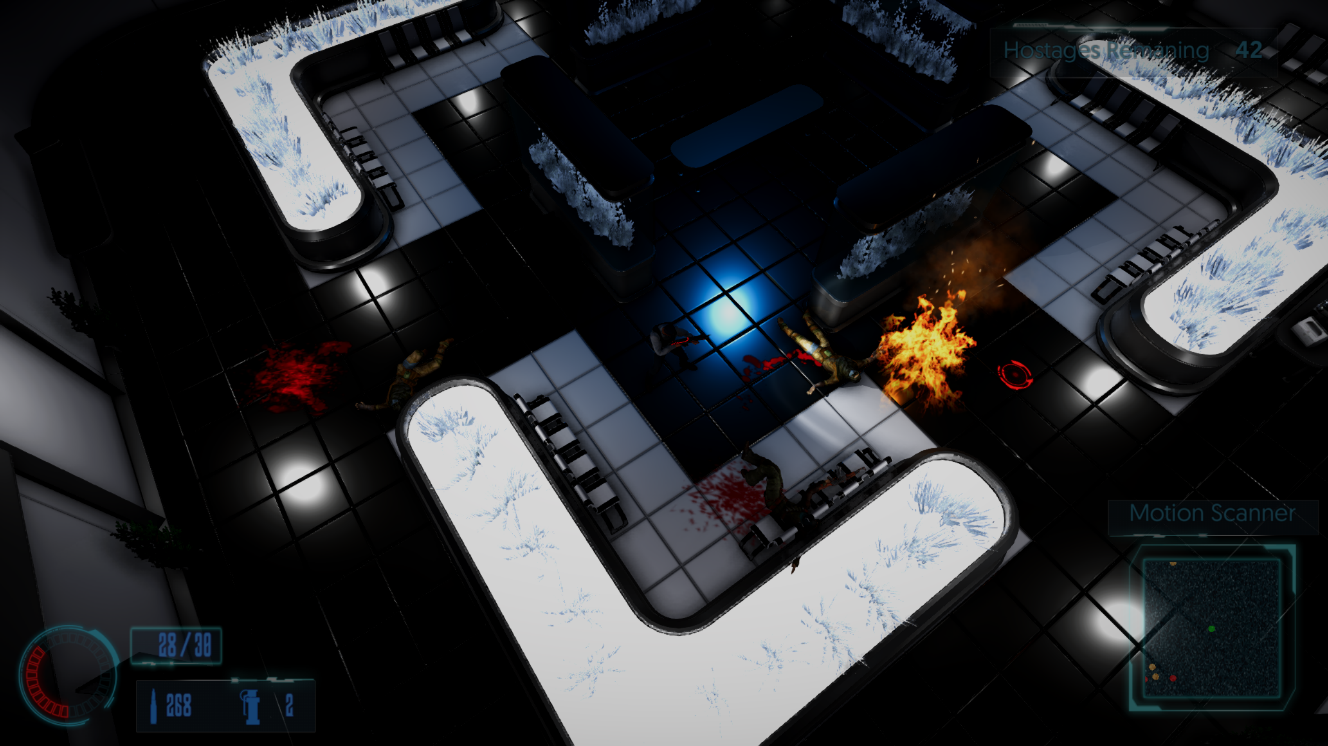 Hostages Remaining 42
Motion Scanner
28/30
268 2